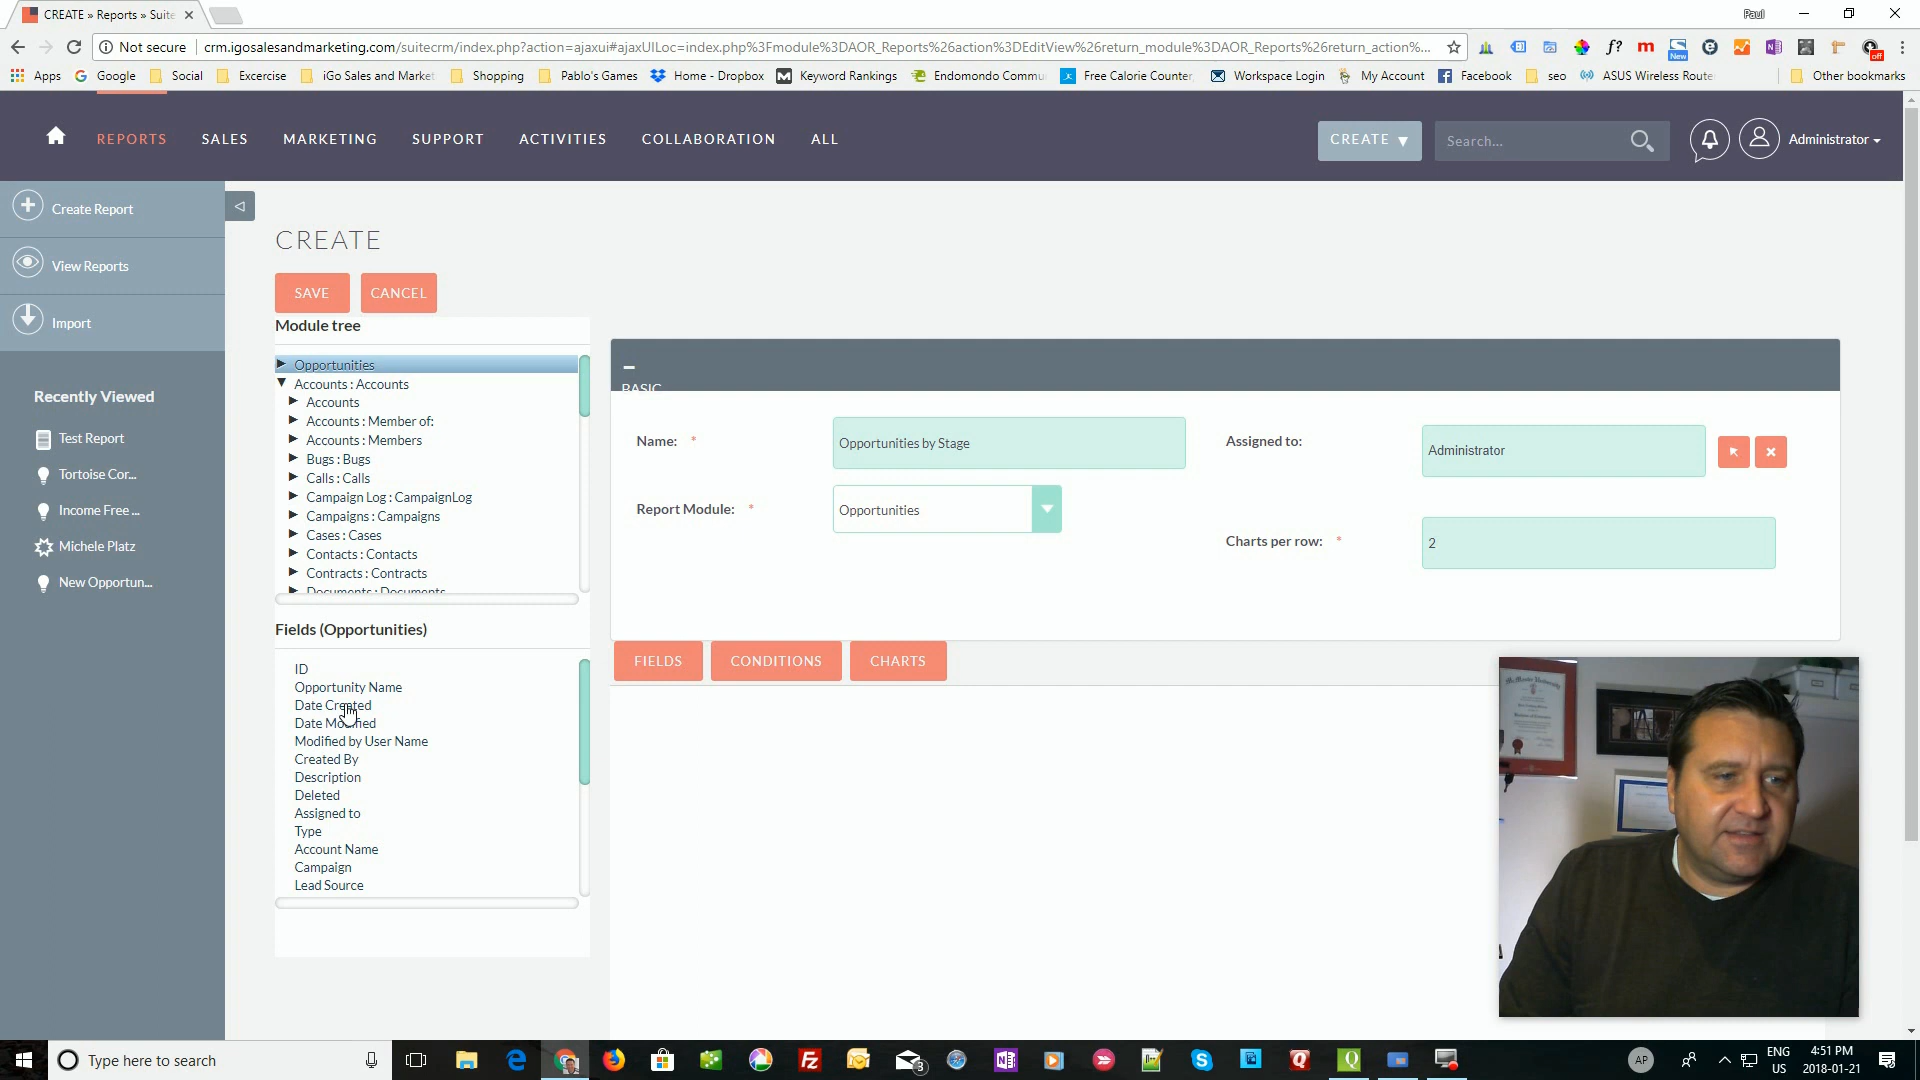 CREATE » Reports » Suite
Paul
Not secure
crm.igosalesandmarketing.com/suitecrm/index.php?action=ajaxui#ajaxUILoc=index.php%3Fmodule%3DAOR_Reports%26action%3DEditView%26return_module%3DAOR_Reports%26return_action%...
f?
m
New
off
Apps
Google
Social
Excercise
iGo Sales and Market
Shopping
Pablo's Games
Home - Dropbox
Keyword Rankings
Endomondo Commu
Free Calorie Counter
Workspace Login
My Account
Facebook
seo
ASUS Wireless Route
Other bookmarks
REPORTS
SALES
MARKETING
SUPPORT
ACTIVITIES
COLLABORATION
ALL
CREATE
Search...
Administrator
Create Report
View Reports
Import
Recently Viewed
Test Report
Tortoise Cor...
Income Free ...
Michele Platz
New Opportun...
CREATE
SAVE
CANCEL
Module tree
Opportunities
Accounts : Accounts
Accounts
Accounts : Member of:
Accounts : Members
Bugs : Bugs
Calls : Calls
Campaign Log : CampaignLog
Campaigns : Campaigns
Cases : Cases
Contacts : Contacts
Contracts : Contracts
Documents : Documents
Fields (Opportunities)
ID
Opportunity Name
Date Created
Date Modified
Modified by User Name
Created By
Description
Deleted
Assigned to
Type
Account Name
Campaign
Lead Source
BASIC
Name: *
Opportunities by Stage
Assigned to:
Administrator
Report Module: *
Opportunities
Charts per row: *
2
FIELDS
CONDITIONS
CHARTS
Type here to search
3
AP
ENG
US
4:51 PM
2018-01-21